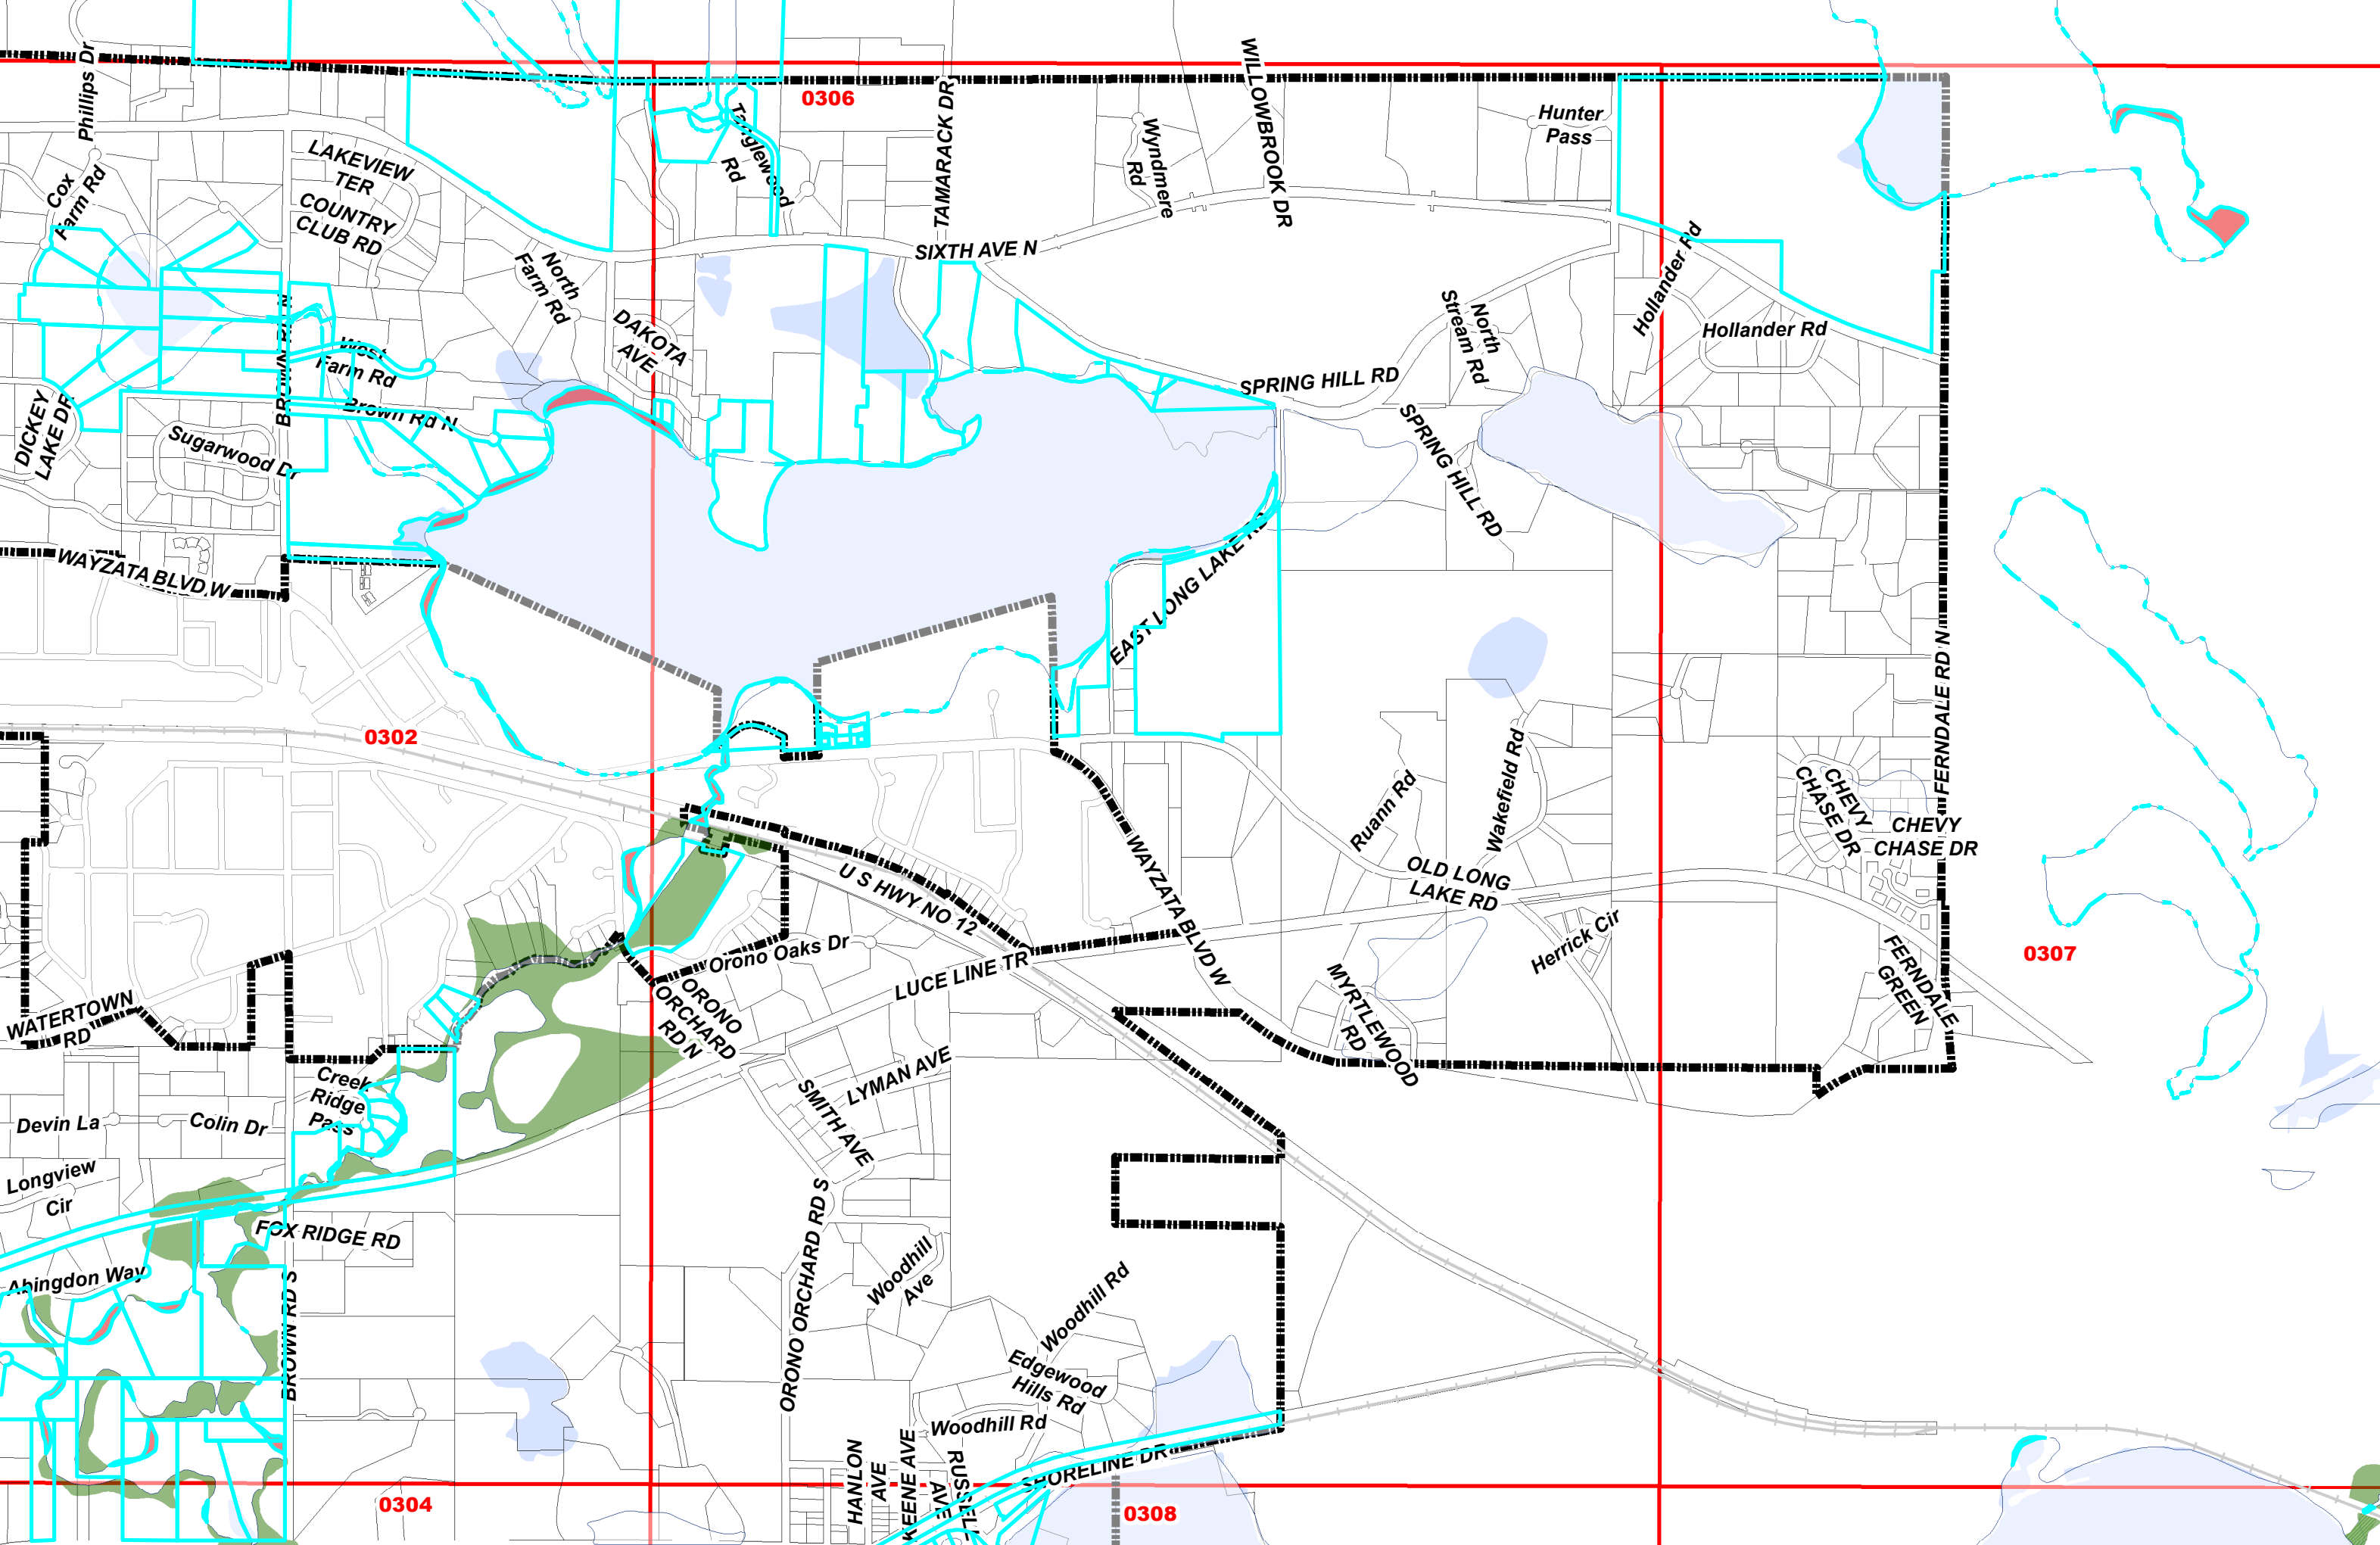 Phillips Dr
0306
TAMARACK DR
WILLOWBROOK DR
Hunter
Pass
Tanglewood
Rd
Wyndmere
Rd
LAKEVIEW
TER
COUNTRY
CLUB RD
Cox
Farm Rd
SIXTH AVE N
North
Farm Rd
Hollander Rd
Hollander Rd
North
Stream Rd
DAKOTA
AVE
BROWN RD N
West
Farm Rd
Brown Rd N
SPRING HILL RD
SPRING HILL RD
DICKEY
LAKE DR
Sugarwood Dr
WAYZATA BLVD W
EAST LONG LAKE RD
FERNDALE RD N
0302
Ruann Rd
Wakefield Rd
CHEVY
CHASE DR
CHEVY
CHASE DR
WAYZATA BLVD W
U S HWY NO 12
OLD LONG
LAKE RD
Herrick Cir
0307
FERNDALE
GREEN
Orono Oaks Dr
LUCE LINE TR
ORONO
ORCHARD
RD N
MYRTLEWOOD
RD
WATERTOWN
RD
Creek
Ridge
Pass
SMITH AVE
LYMAN AVE
Devin La
Colin Dr
Longview
Cir
FOX RIDGE RD
ORONO ORCHARD RD S
Abingdon Way
BROWN RD S
Woodhill
Ave
Woodhill Rd
Edgewood
Hills Rd
Woodhill Rd
HANLON
AVE
KEENE AVE
RUSSELL
AVE
SHORELINE DR
0304
0308